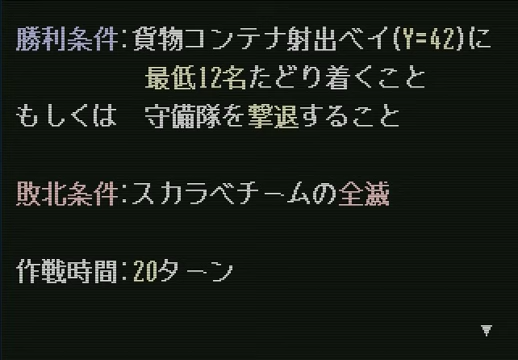 勝利条件:貨物コンテナ射出ベイ(Y=42)に
最低12名たどり着くこと
もしくは 守備隊を撃退すること
敗北条件:スカラベチームの全滅
作戦時間:20ターン